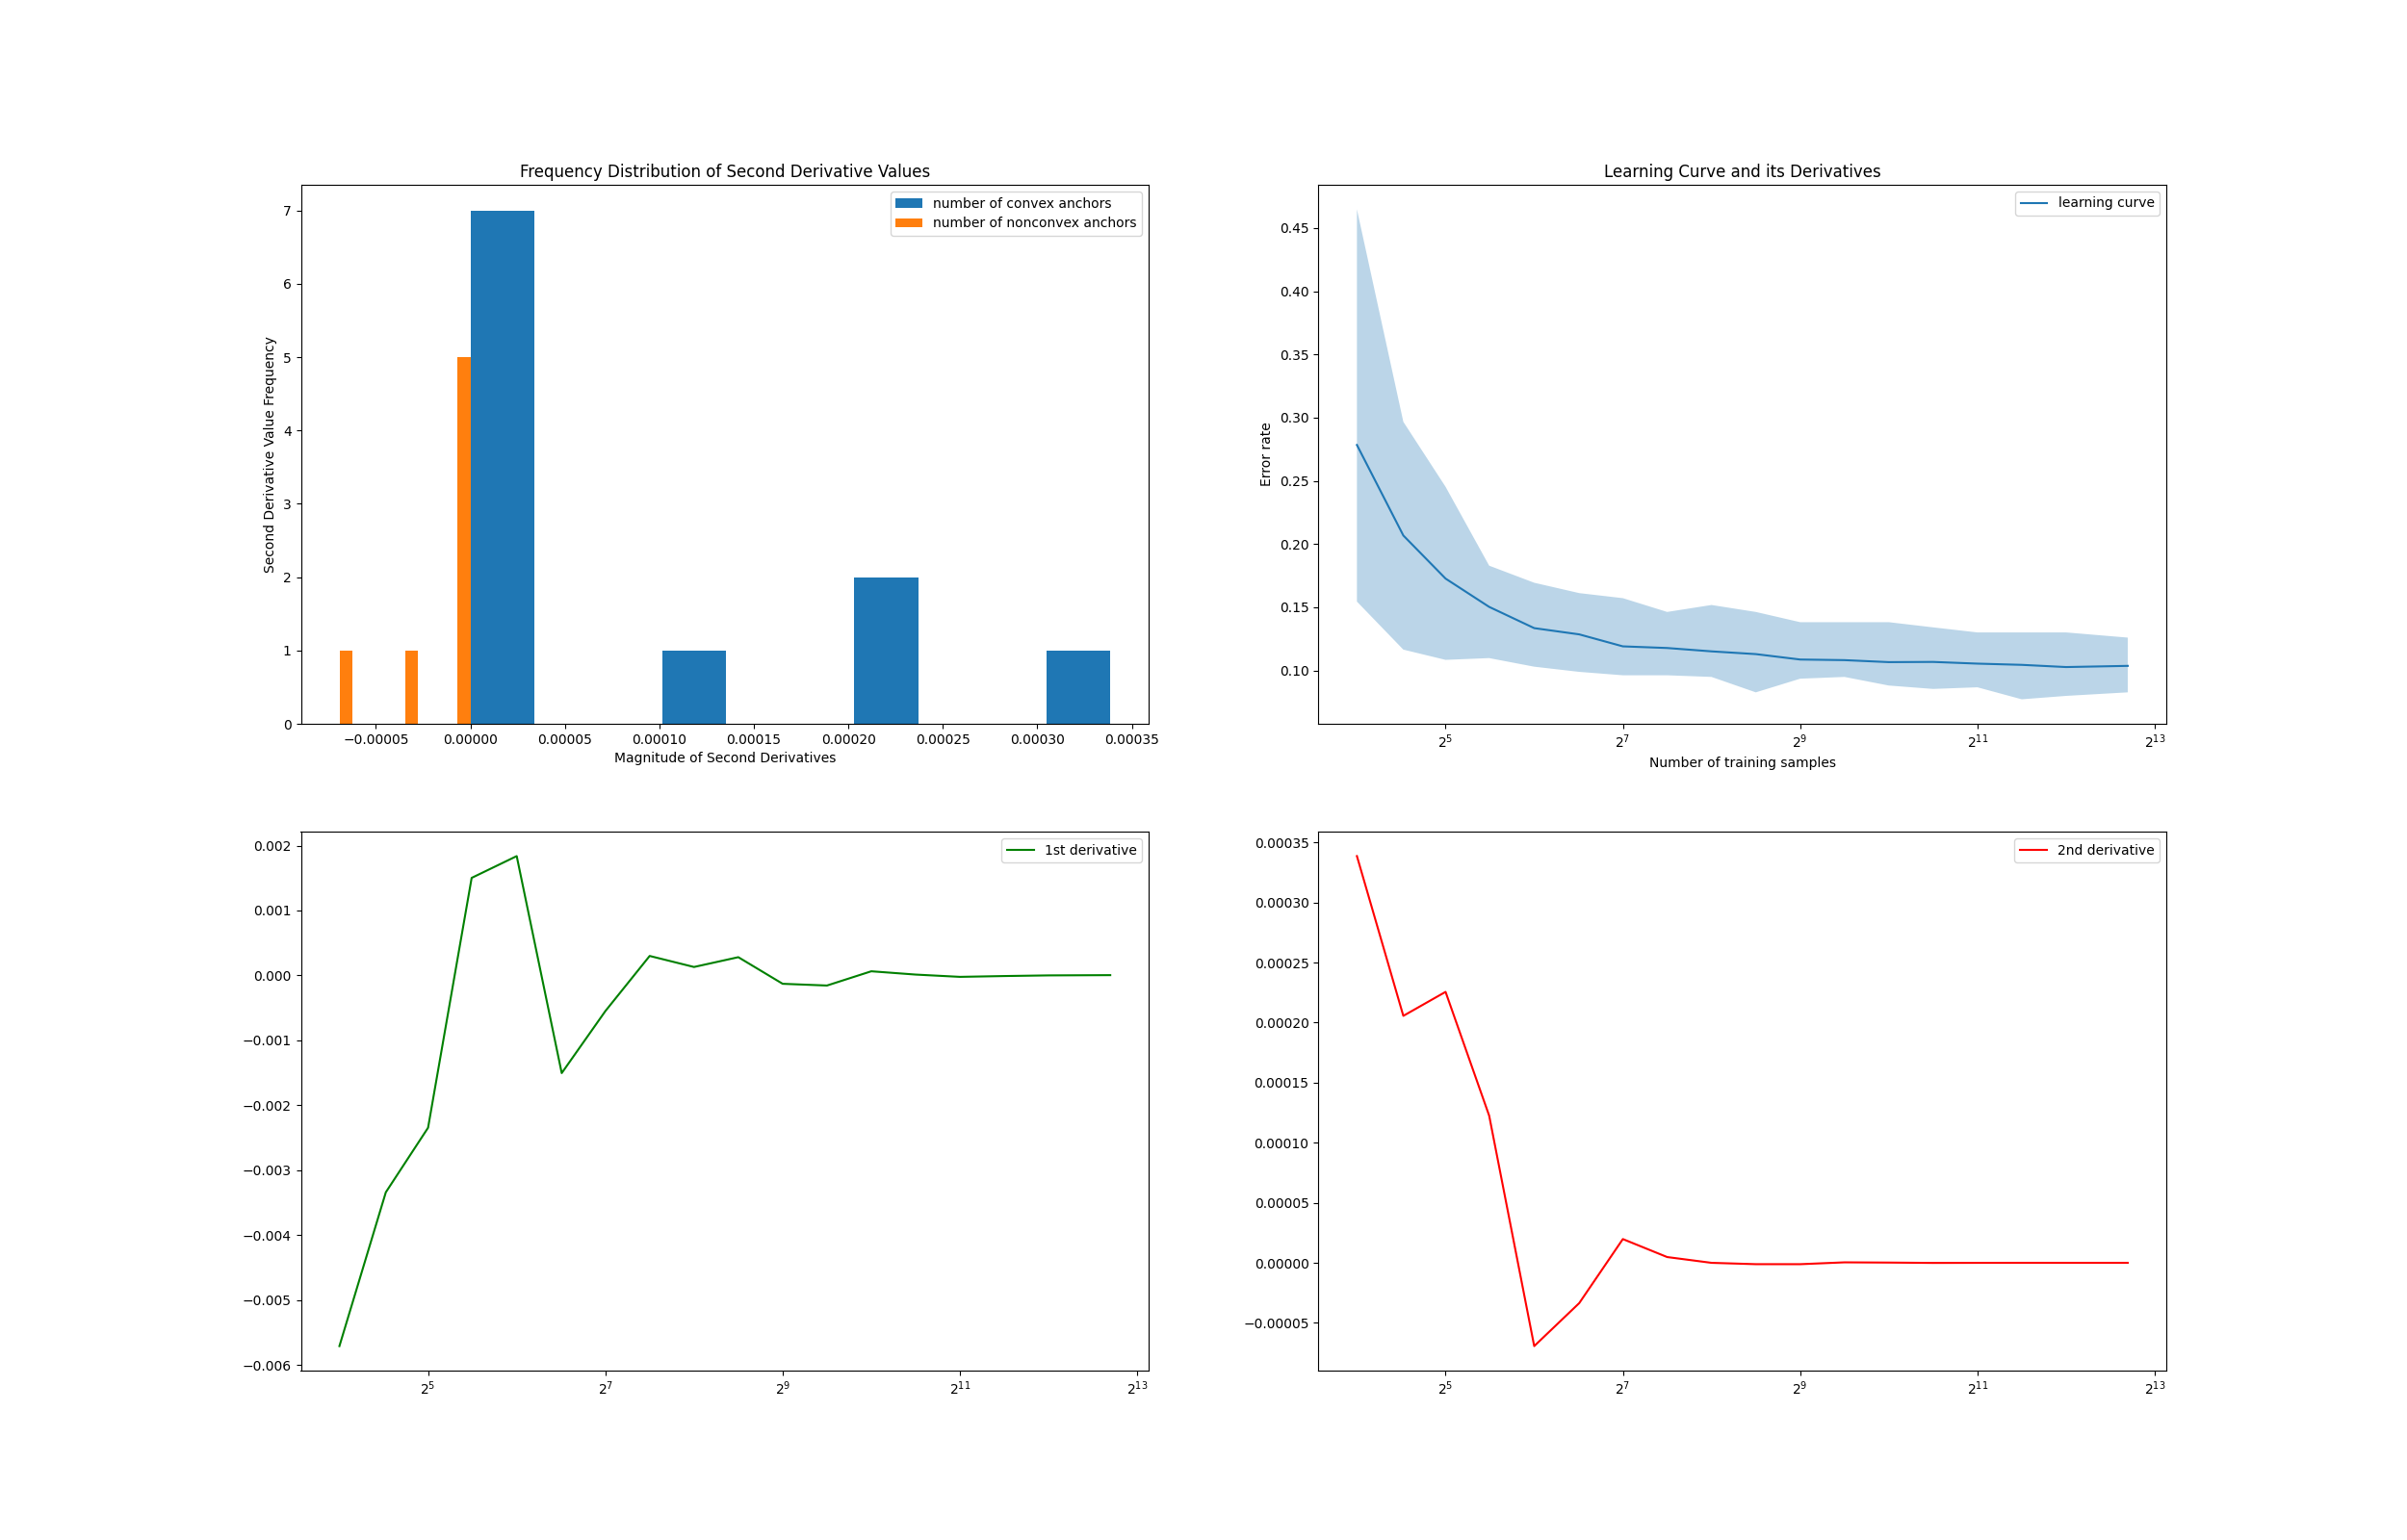 Frequency Distribution of Second Derivative Values
number of convex anchors
number of nonconvex anchors
Second Derivative Value Frequency
7
6
5
4
3
2
1
0
−0.00005 0.00000 0.00005 0.00010 0.00015 0.00020 0.00025 0.00030 0.00035
Magnitude of Second Derivatives
Learning Curve and its Derivatives
learning curve
Error rate
0.45
0.40
0.35
0.30
0.25
0.20
0.15
0.10
2^5 2^7 2^9 2^11 2^13
Number of training samples
1st derivative
0.002
0.001
0.000
−0.001
−0.002
−0.003
−0.004
−0.005
−0.006
2^5 2^7 2^9 2^11 2^13
2nd derivative
0.00035
0.00030
0.00025
0.00020
0.00015
0.00010
0.00005
0.00000
−0.00005
2^5 2^7 2^9 2^11 2^13